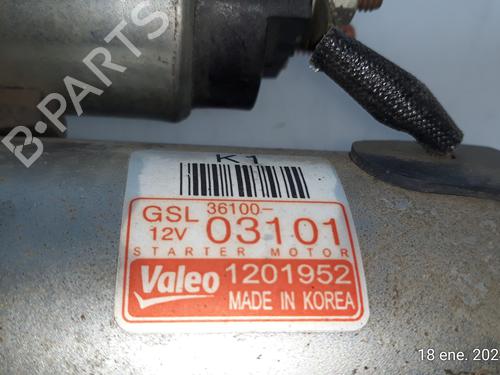 B-PARTS
K1
GSL 36100-
12V 03101
STARTER MOTOR
Valeo 1201952
MADE IN KOREA
18 ene. 202